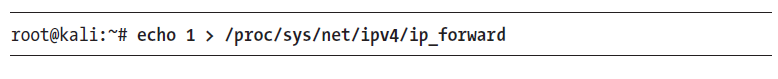 root@kali:~# echo 1 > /proc/sys/net/ipv4/ip_forward